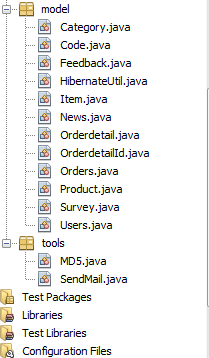 model
Category.java
Code.java
Feedback.java
HibernateUtil.java
Item.java
News.java
Orderdetail.java
OrderdetailId.java
Orders.java
Product.java
Survey.java
Users.java
tools
MD5.java
SendMail.java
Test Packages
Libraries
Test Libraries
Configuration Files